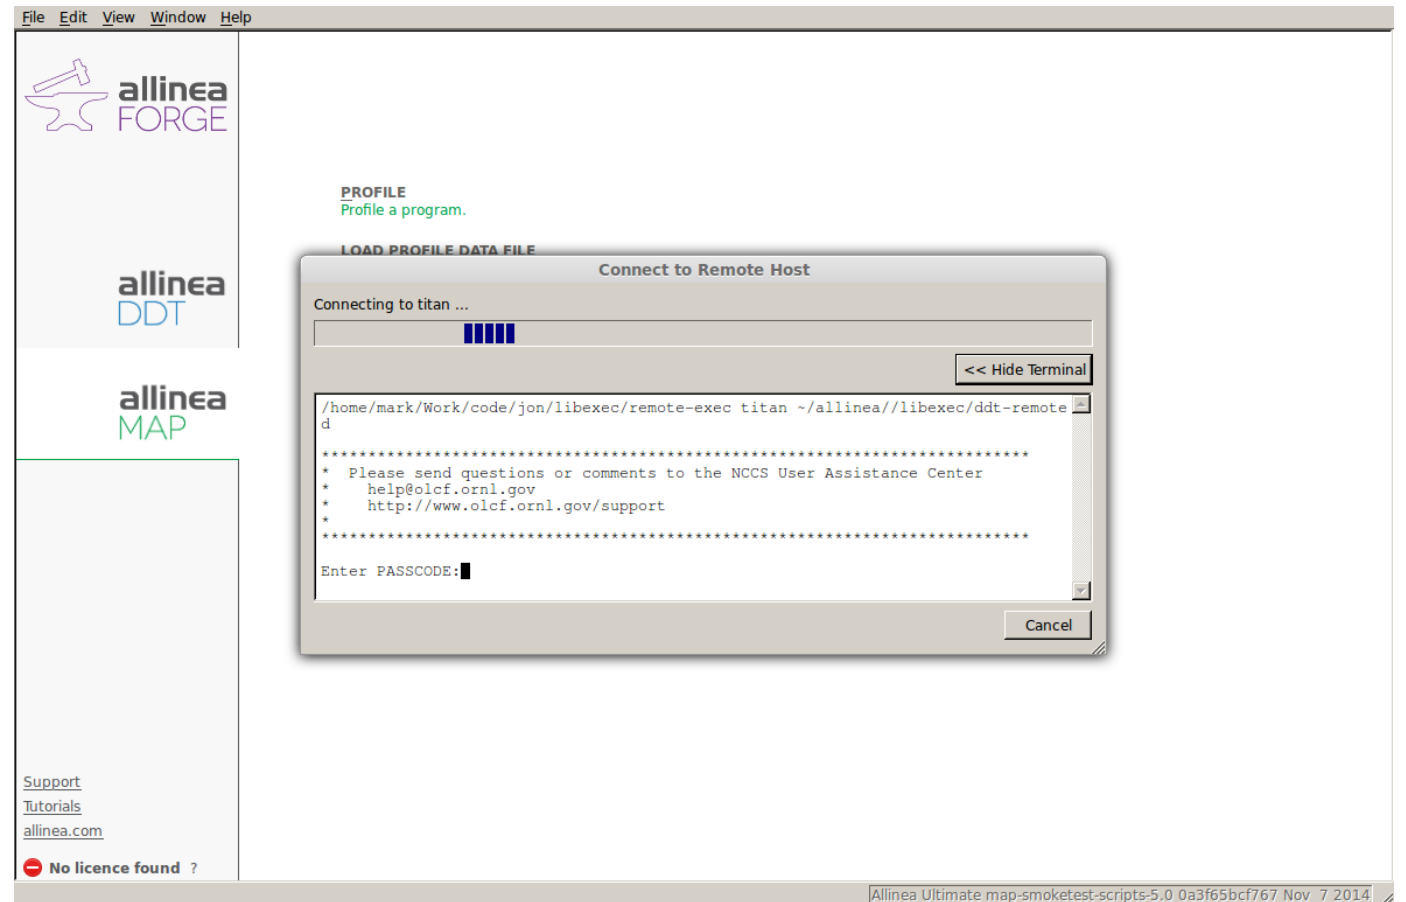 File Edit View Window Help
allinea
FORGE
PROFILE
Profile a program.
LOAD PROFILE DATA FILE
allinea
DDT
allinea
MAP
Connect to Remote Host
Connecting to titan ...
<< Hide Terminal
/home/mark/Work/code/jon/libexec/remote-exec titan ~/allinea//libexec/ddt-remote
d
****************************************************************************
*  Please send questions or comments to the NCCS User Assistance Center
*    help@olcf.ornl.gov
*    http://www.olcf.ornl.gov/support
*
****************************************************************************
Enter PASSCODE:
Cancel
Support
Tutorials
allinea.com
No licence found ?
Allinea Ultimate map-smoketest-scripts-5.0 0a3f65bcf767 Nov  7 2014